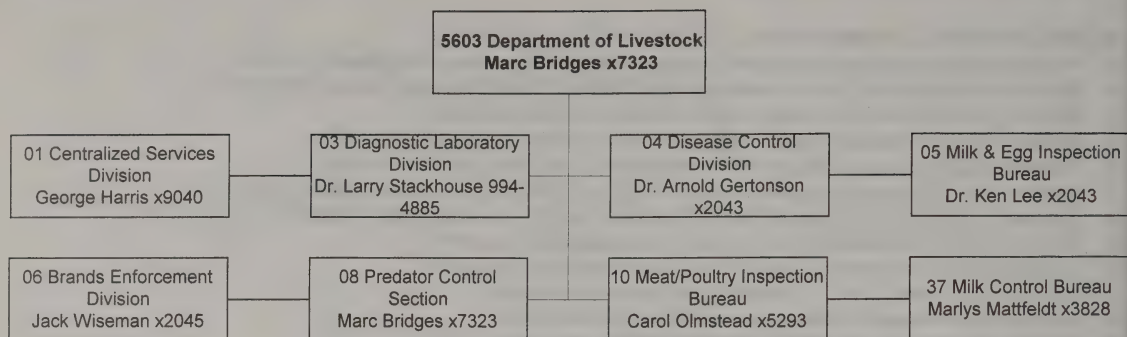 5603 Department of Livestock
Marc Bridges x7323
01 Centralized Services
Division
George Harris x9040
03 Diagnostic Laboratory
Division
Dr. Larry Stackhouse 994-
4885
04 Disease Control
Division
Dr. Arnold Gertonson
x2043
05 Milk & Egg Inspection
Bureau
Dr. Ken Lee x2043
06 Brands Enforcement
Division
Jack Wiseman x2045
08 Predator Control
Section
Marc Bridges x7323
10 Meat/Poultry Inspection
Bureau
Carol Olmstead x5293
37 Milk Control Bureau
Marlys Mattfeldt x3828